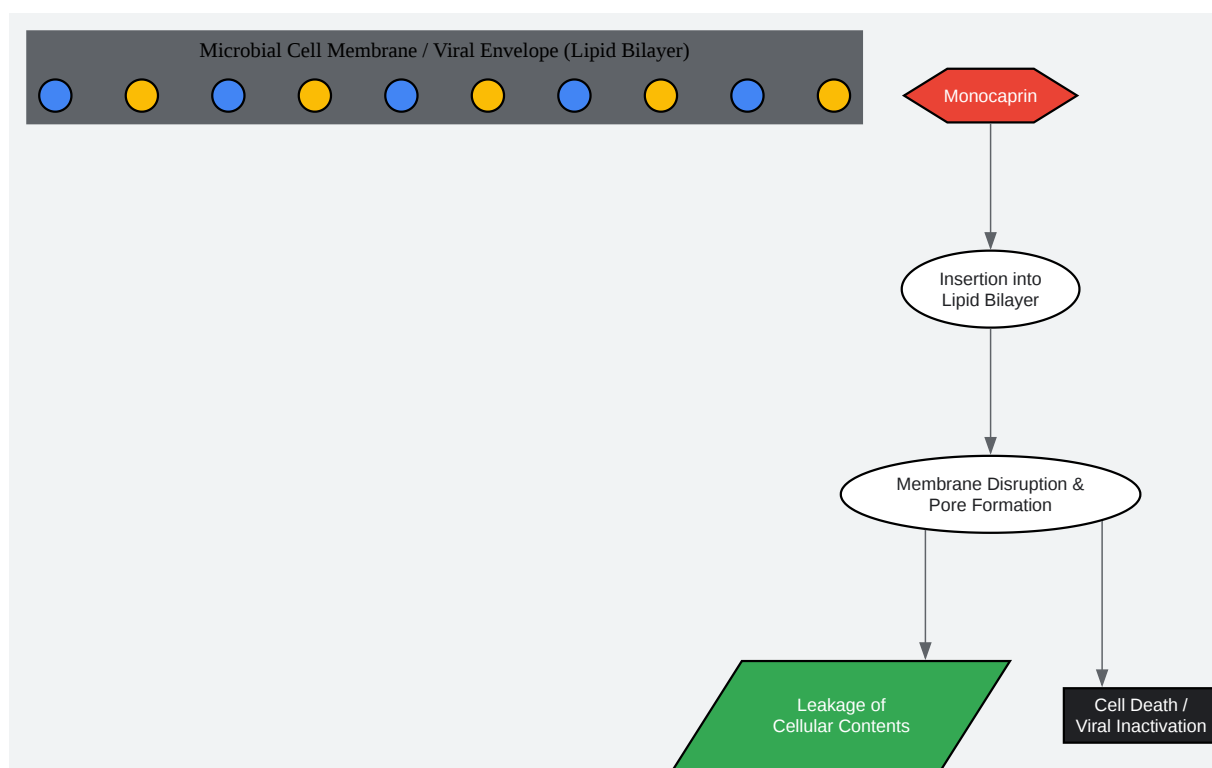 Microbial Cell Membrane / Viral Envelope (Lipid Bilayer)
Monocaprin
Insertion into
Lipid Bilayer
Membrane Disruption &
Pore Formation
Leakage of
Cellular Contents
Cell Death /
Viral Inactivation